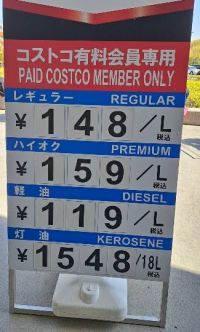 コストコ有料会員専用
PAID COSTCO MEMBER ONLY
レギュラー REGULAR
¥148/L 税込
ハイオク PREMIUM
¥159/L 税込
軽油 DIESEL
¥119/L 税込
灯油 KEROSENE
¥1548/18L 税込